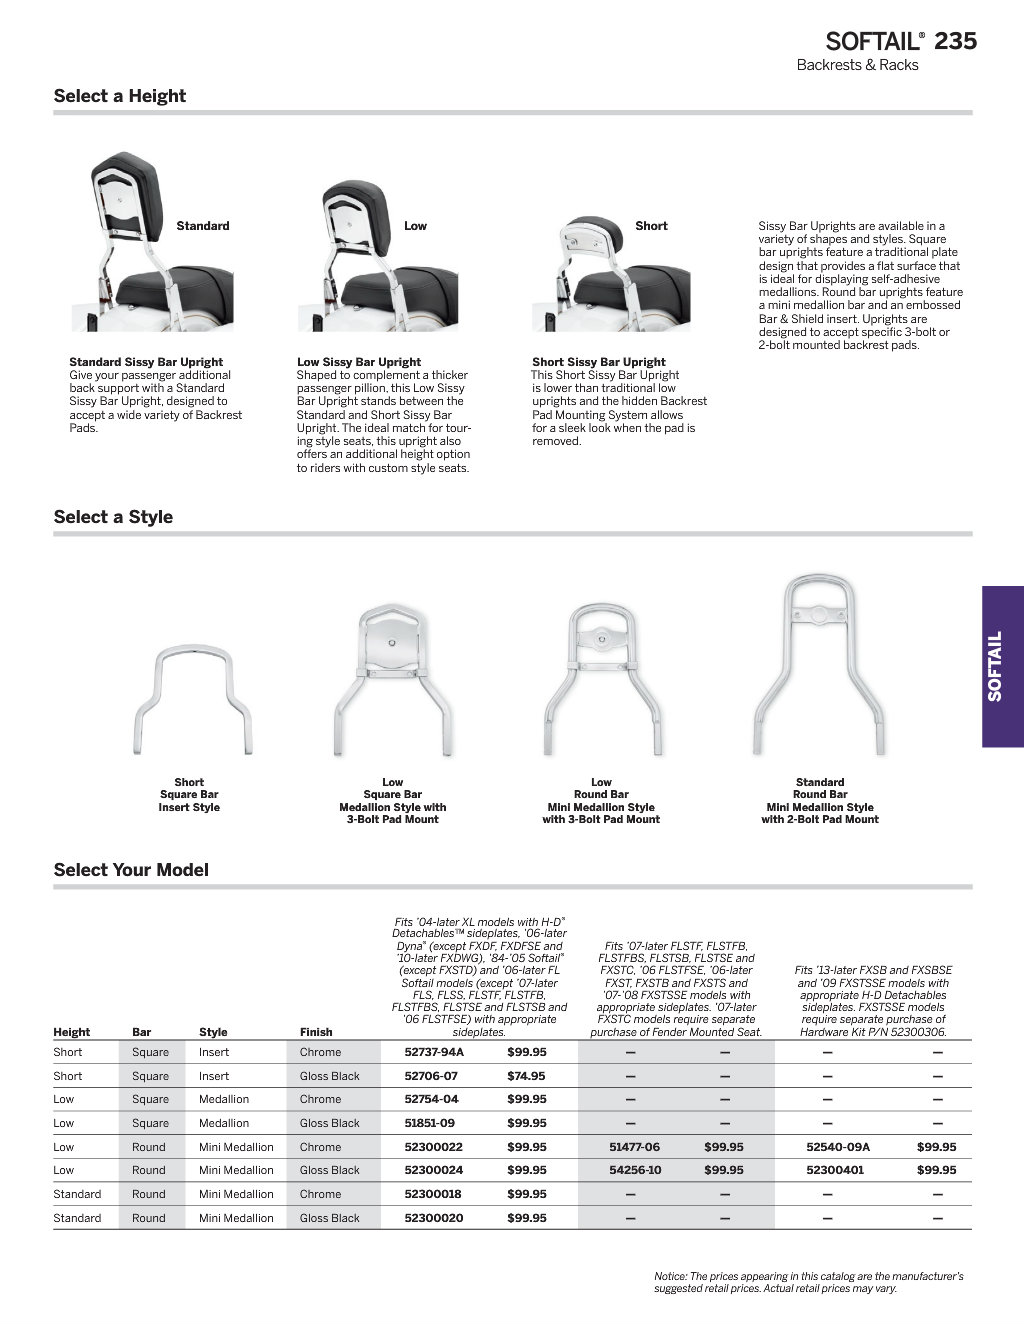 SOFTAIL® 235
Backrests & Racks
Select a Height
Standard
Low
Short
Standard Sissy Bar Upright
Give your passenger additional
back support with a Standard
Sissy Bar Upright, designed to
accept a wide variety of Backrest
Pads.
Low Sissy Bar Upright
Shaped to complement a thicker
passenger pillion, this Low Sissy
Bar Upright stands between the
Standard and Short Sissy Bar
Upright. The ideal match for tour-
ing style seats, this upright also
offers an additional height option
to riders with custom style seats.
Short Sissy Bar Upright
This Short Sissy Bar Upright
is lower than traditional low
uprights and the hidden Backrest
Pad Mounting System allows
for a sleek look when the pad is
removed.
Sissy Bar Uprights are available in a
variety of shapes and styles. Square
bar uprights feature a traditional plate
design that provides a flat surface that
is ideal for displaying self-adhesive
medallions. Round bar uprights feature
a mini medallion bar and an embossed
Bar & Shield insert. Uprights are
designed to accept specific 3-bolt or
2-bolt mounted backrest pads.
Select a Style
SOFTAIL
Short
Square Bar
Insert Style
Low
Square Bar
Medallion Style with
3-Bolt Pad Mount
Low
Round Bar
Mini Medallion Style
with 3-Bolt Pad Mount
Standard
Round Bar
Mini Medallion Style
with 2-Bolt Pad Mount
Select Your Model
Height Bar Style Finish
Fits ’04-later XL models with H-D®
Detachables™ sideplates, ’06-later
Dyna® (except FXDF, FXDFSE and
’10-later FXDWG), ’84-’05 Softail®
(except FXSTD) and ’06-later FL
Softail models (except ’07-later
FLS, FLSS, FLSTF, FLSTFB,
FLSTFBS, FLSTSE and FLSTSB and
’06 FLSTFSE) with appropriate
sideplates.
Fits ’07-later FLSTF, FLSTFB,
FLSTFBS, FLSTSB, FLSTSE and
FXSTC, ’06 FLSTFSE, ’06-later
FXST, FXSTB and FXSTS and
’07-’08 FXSTSSE models with
appropriate sideplates. ’07-later
FXSTC models require separate
purchase of Fender Mounted Seat.
Fits ’13-later FXSB and FXSBSE
and ’09 FXSTSSE models with
appropriate H-D Detachables
sideplates. FXSTSSE models
require separate purchase of
Hardware Kit P/N 52300306.
Short Square Insert Chrome 52737-94A $99.95 — — — —
Short Square Insert Gloss Black 52706-07 $74.95 — — — —
Low Square Medallion Chrome 52754-04 $99.95 — — — —
Low Square Medallion Gloss Black 51851-09 $99.95 — — — —
Low Round Mini Medallion Chrome 52300022 $99.95 51477-06 $99.95 52540-09A $99.95
Low Round Mini Medallion Gloss Black 52300024 $99.95 54256-10 $99.95 52300401 $99.95
Standard Round Mini Medallion Chrome 52300018 $99.95 — — — —
Standard Round Mini Medallion Gloss Black 52300020 $99.95 — — — —
Notice: The prices appearing in this catalog are the manufacturer’s
suggested retail prices. Actual retail prices may vary.